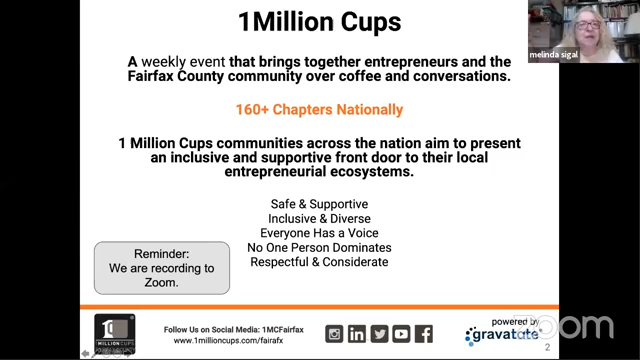 1Million Cups
A weekly event that brings together entrepreneurs and the
Fairfax County community over coffee and conversations.
160+ Chapters Nationally
1 Million Cups communities across the nation aim to present
an inclusive and supportive front door to their local
entrepreneurial ecosystems.
Safe & Supportive
Inclusive & Diverse
Everyone Has a Voice
No One Person Dominates
Respectful & Considerate
Reminder:
We are recording to
Zoom.
melinda sigal
1
MILLION CUPS
Follow Us on Social Media: 1MCFairfax
www.1millioncups.com/fairafx
powered by
gravatate
zoom
2